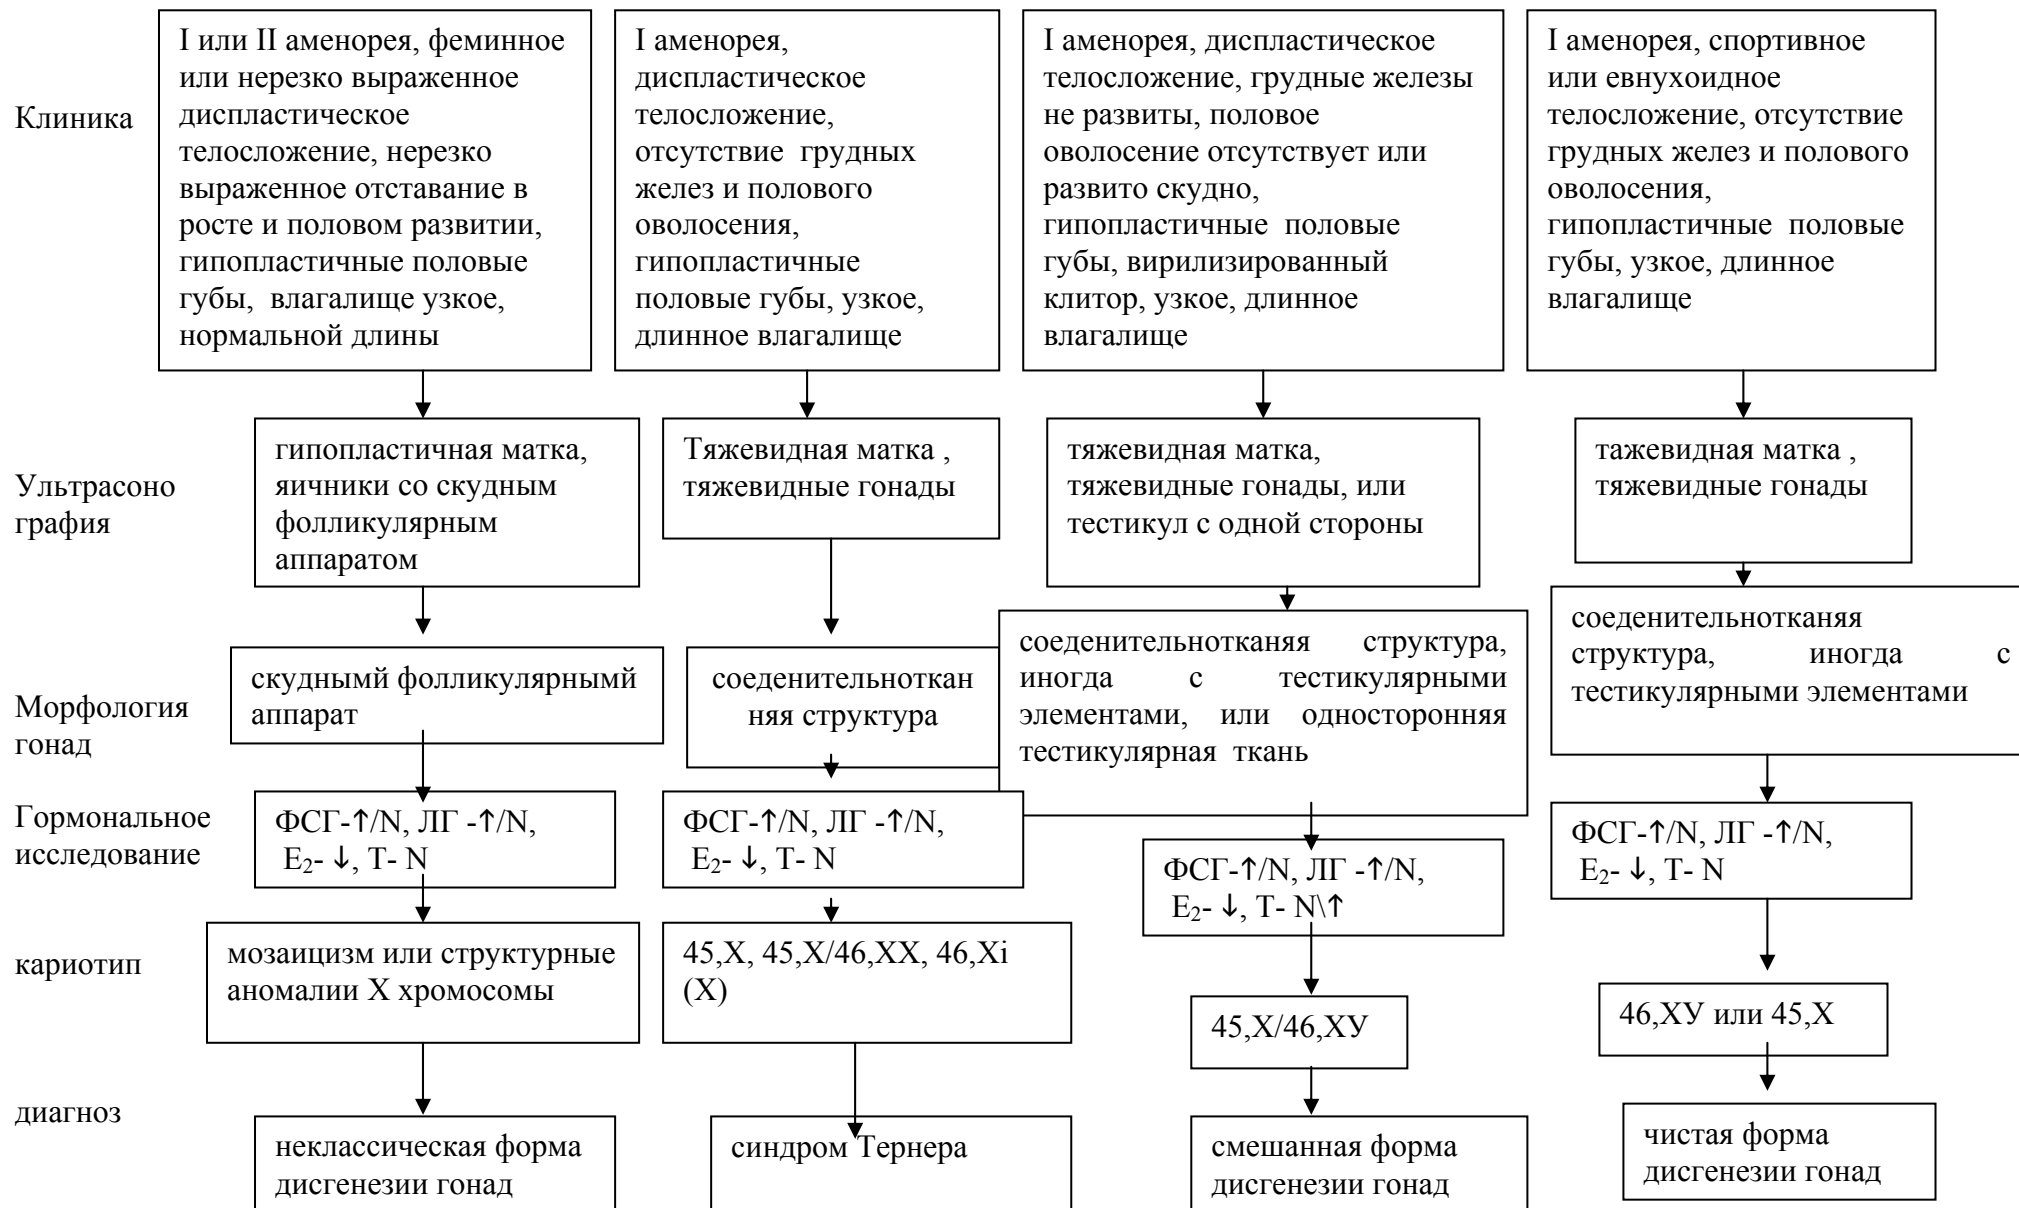 Клиника
I или II аменорея, феминное
или нерезко выраженное
диспластическое
телосложение, нерезко
выраженное отставание в
росте и половом развитии,
гипопластичные половые
губы, влагалище узкое,
нормальной длины
I аменорея,
диспластическое
телосложение,
отсутствие грудных
желез и полового
оволосения,
гипопластичные
половые губы, узкое,
длинное влагалище
I аменорея, диспластическое
телосложение, грудные железы
не развиты, половое
оволосение отсутствует или
развито скудно,
гипопластичные половые
губы, вирилизированный
клитор, узкое, длинное
влагалище
I аменорея, спортивное
или евнухоидное
телосложение, отсутствие
грудных желез и полового
оволосения,
гипопластичные половые
губы, узкое, длинное
влагалище
Ультрасоно
графия
гипопластичная матка,
яичники со скудным
фолликулярным
аппаратом
Тяжевидная матка ,
тяжевидные гонады
тяжевидная матка,
тяжевидные гонады, или
тестикул с одной стороны
тажевидная матка ,
тяжевидные гонады
Морфология
гонад
скуднымй фолликулярнымй
аппарат
соеденительноткан
няя структура
соеденительнотканяя структура,
иногда с тестикулярными
элементами, или односторонняя
тестикулярная ткань
соеденительнотканяя
структура, иногда с
тестикулярными элементами
Гормональное
исследование
ФСГ-↑/N, ЛГ -↑/N,
E₂- ↓, Т- N
ФСГ-↑/N, ЛГ -↑/N,
E₂- ↓, Т- N
ФСГ-↑/N, ЛГ -↑/N,
E₂- ↓, Т- N\↑
ФСГ-↑/N, ЛГ -↑/N,
E₂- ↓, Т- N
кариотип
мозаицизм или структурные
аномалии Х хромосомы
45,Х, 45,Х/46,ХХ, 46,Хi
(Х)
45,Х/46,ХУ
46,ХУ или 45,Х
диагноз
неклассическая форма
дисгенезии гонад
синдром Тернера
смешанная форма
дисгенезии гонад
чистая форма
дисгенезии гонад